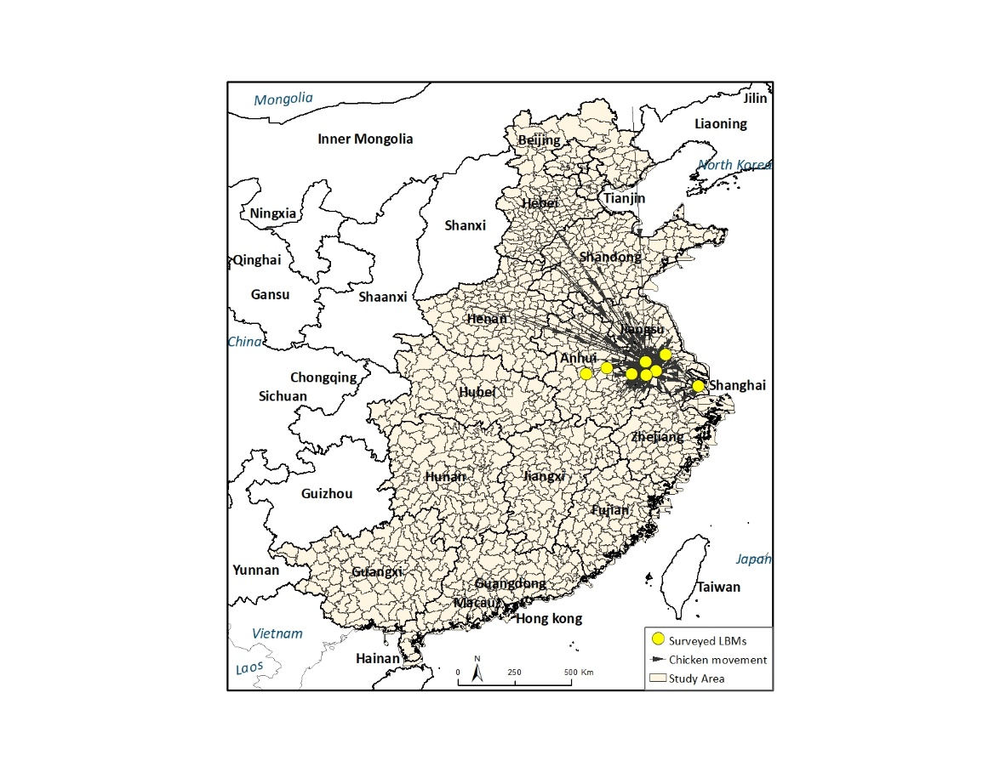 Mongolia
Jilin
Liaoning
Inner Mongolia
Beijing
North Korea
Tianjin
Hebei
Ningxia
Shanxi
Qinghai
Shandong
Gansu
Shaanxi
Henan
Jiangsu
China
Anhui
Chongqing
Shanghai
Sichuan
Hubei
Zhejiang
Hunan
Jiangxi
Guizhou
Fujian
Japan
Yunnan
Guangxi
Guangdong
Taiwan
Macau
Hong kong
Vietnam
Hainan
Laos
N
0 250 500 Km
Surveyed LBMs
Chicken movement
Study Area